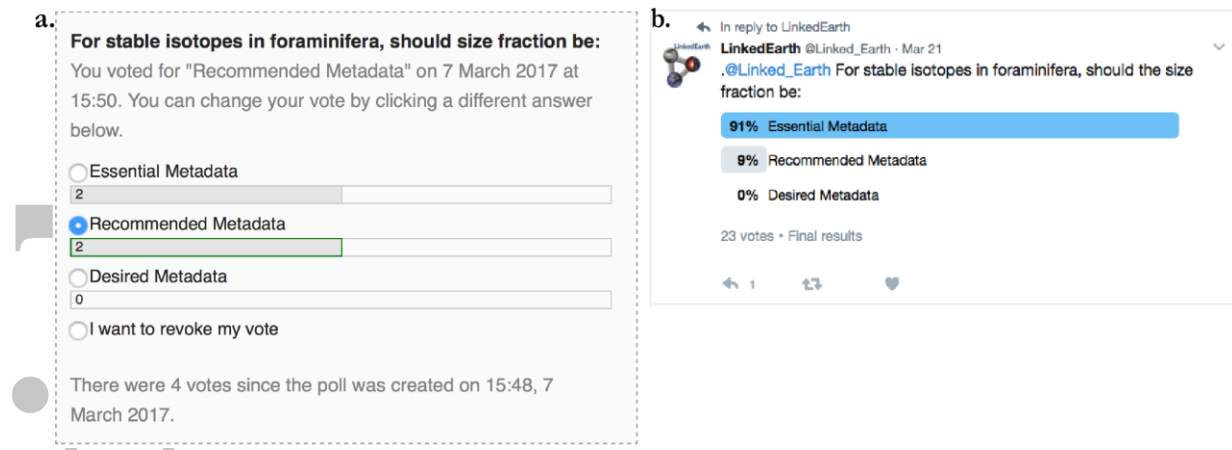 a.
For stable isotopes in foraminifera, should size fraction be:
You voted for "Recommended Metadata" on 7 March 2017 at
15:50. You can change your vote by clicking a different answer
below.
Essential Metadata
2
Recommended Metadata
2
Desired Metadata
0
I want to revoke my vote
There were 4 votes since the poll was created on 15:48, 7
March 2017.
b.
In reply to LinkedEarth
LinkedEarth
LinkedEarth @Linked_Earth · Mar 21
.@Linked_Earth For stable isotopes in foraminifera, should the size
fraction be:
91% Essential Metadata
9% Recommended Metadata
0% Desired Metadata
23 votes • Final results
1